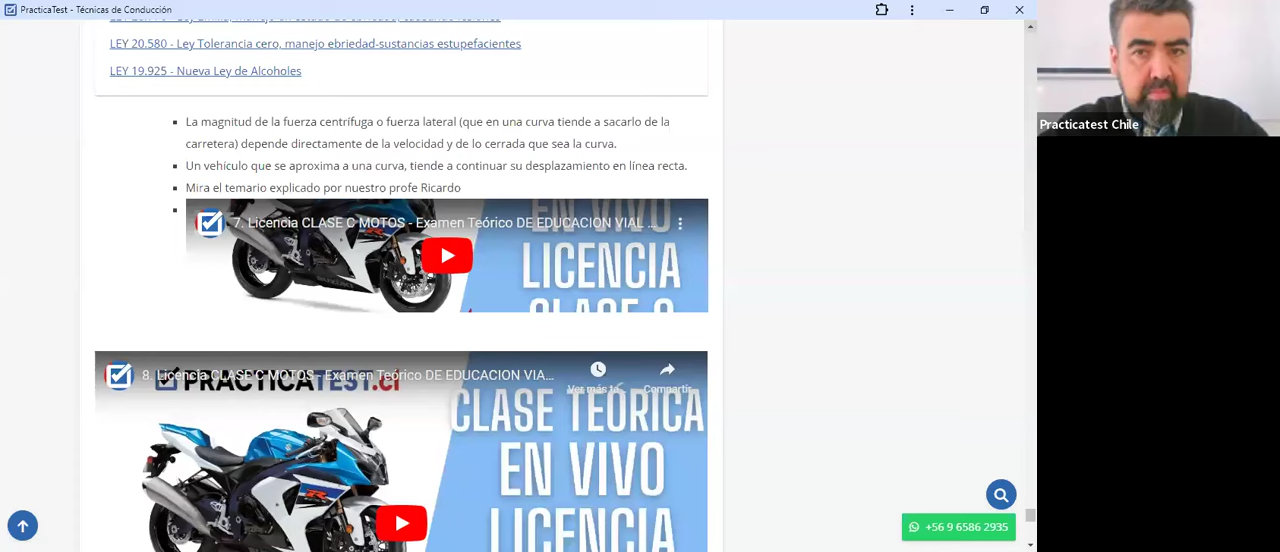 PracticaTest - Técnicas de Conducción
LEY 20.580 - Ley Tolerancia cero, manejo ebriedad-sustancias estupefacientes
LEY 19.925 - Nueva Ley de Alcoholes
La magnitud de la fuerza centrífuga o fuerza lateral (que en una curva tiende a sacarlo de la
carretera) depende directamente de la velocidad y de lo cerrada que sea la curva.
Un vehículo que se aproxima a una curva, tiende a continuar su desplazamiento en línea recta.
Mira el temario explicado por nuestro profe Ricardo
7. Licencia CLASE C MOTOS - Examen Teórico DE EDUCACION VIAL ...
EN VIVO
LICENCIA
CLASE C
8. Licencia CLASE C MOTOS - Examen Teórico DE EDUCACION VIA...
Compartir
PRACTICATEST.CL
CLASE TEÓRICA
EN VIVO
LICENCIA
+56 9 6586 2935
Practicatest Chile